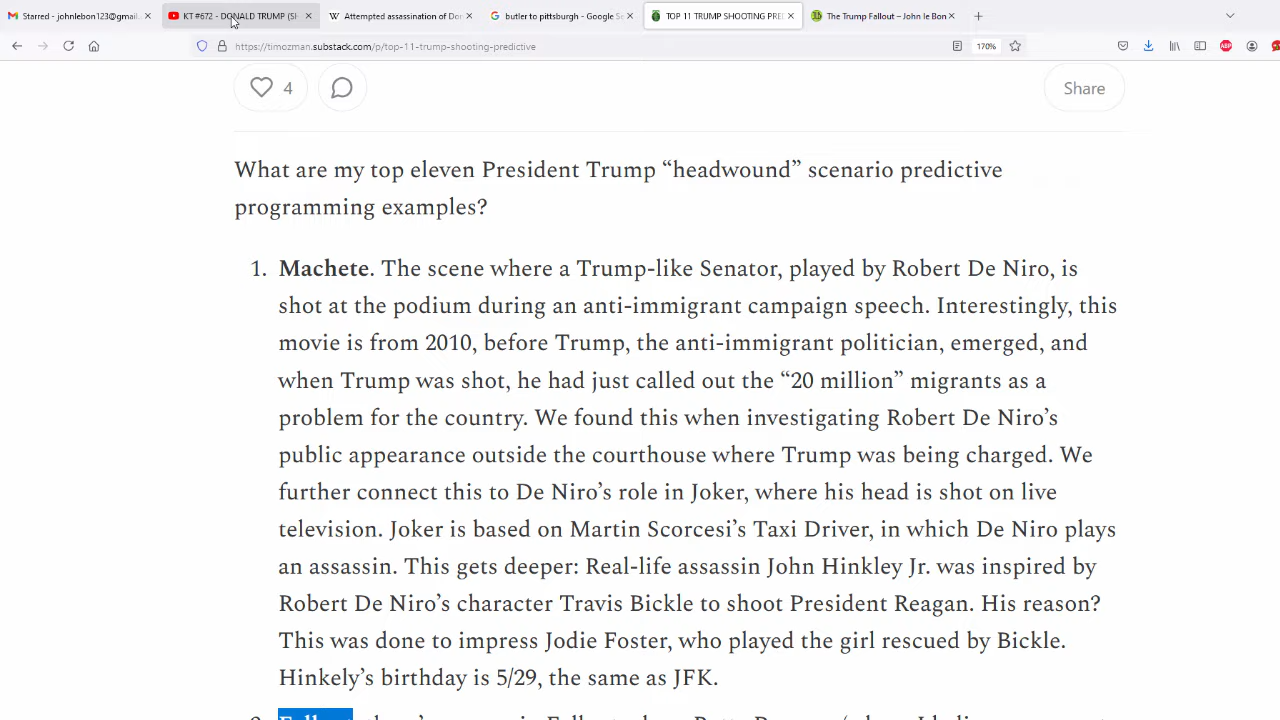 Starred - johnlebon123@gmail.
KT #672 - DONALD TRUMP (SH
Attempted assassination of Don
butler to pittsburgh - Google Se
TOP 11 TRUMP SHOOTING PRE
The Trump Fallout – John le Bon
https://timozman.substack.com/p/top-11-trump-shooting-predictive
170%
4
Share
What are my top eleven President Trump “headwound” scenario predictive
programming examples?
1. Machete. The scene where a Trump-like Senator, played by Robert De Niro, is
shot at the podium during an anti-immigrant campaign speech. Interestingly, this
movie is from 2010, before Trump, the anti-immigrant politician, emerged, and
when Trump was shot, he had just called out the “20 million” migrants as a
problem for the country. We found this when investigating Robert De Niro’s
public appearance outside the courthouse where Trump was being charged. We
further connect this to De Niro’s role in Joker, where his head is shot on live
television. Joker is based on Martin Scorcesi’s Taxi Driver, in which De Niro plays
an assassin. This gets deeper: Real-life assassin John Hinkley Jr. was inspired by
Robert De Niro’s character Travis Bickle to shoot President Reagan. His reason?
This was done to impress Jodie Foster, who played the girl rescued by Bickle.
Hinkely’s birthday is 5/29, the same as JFK.